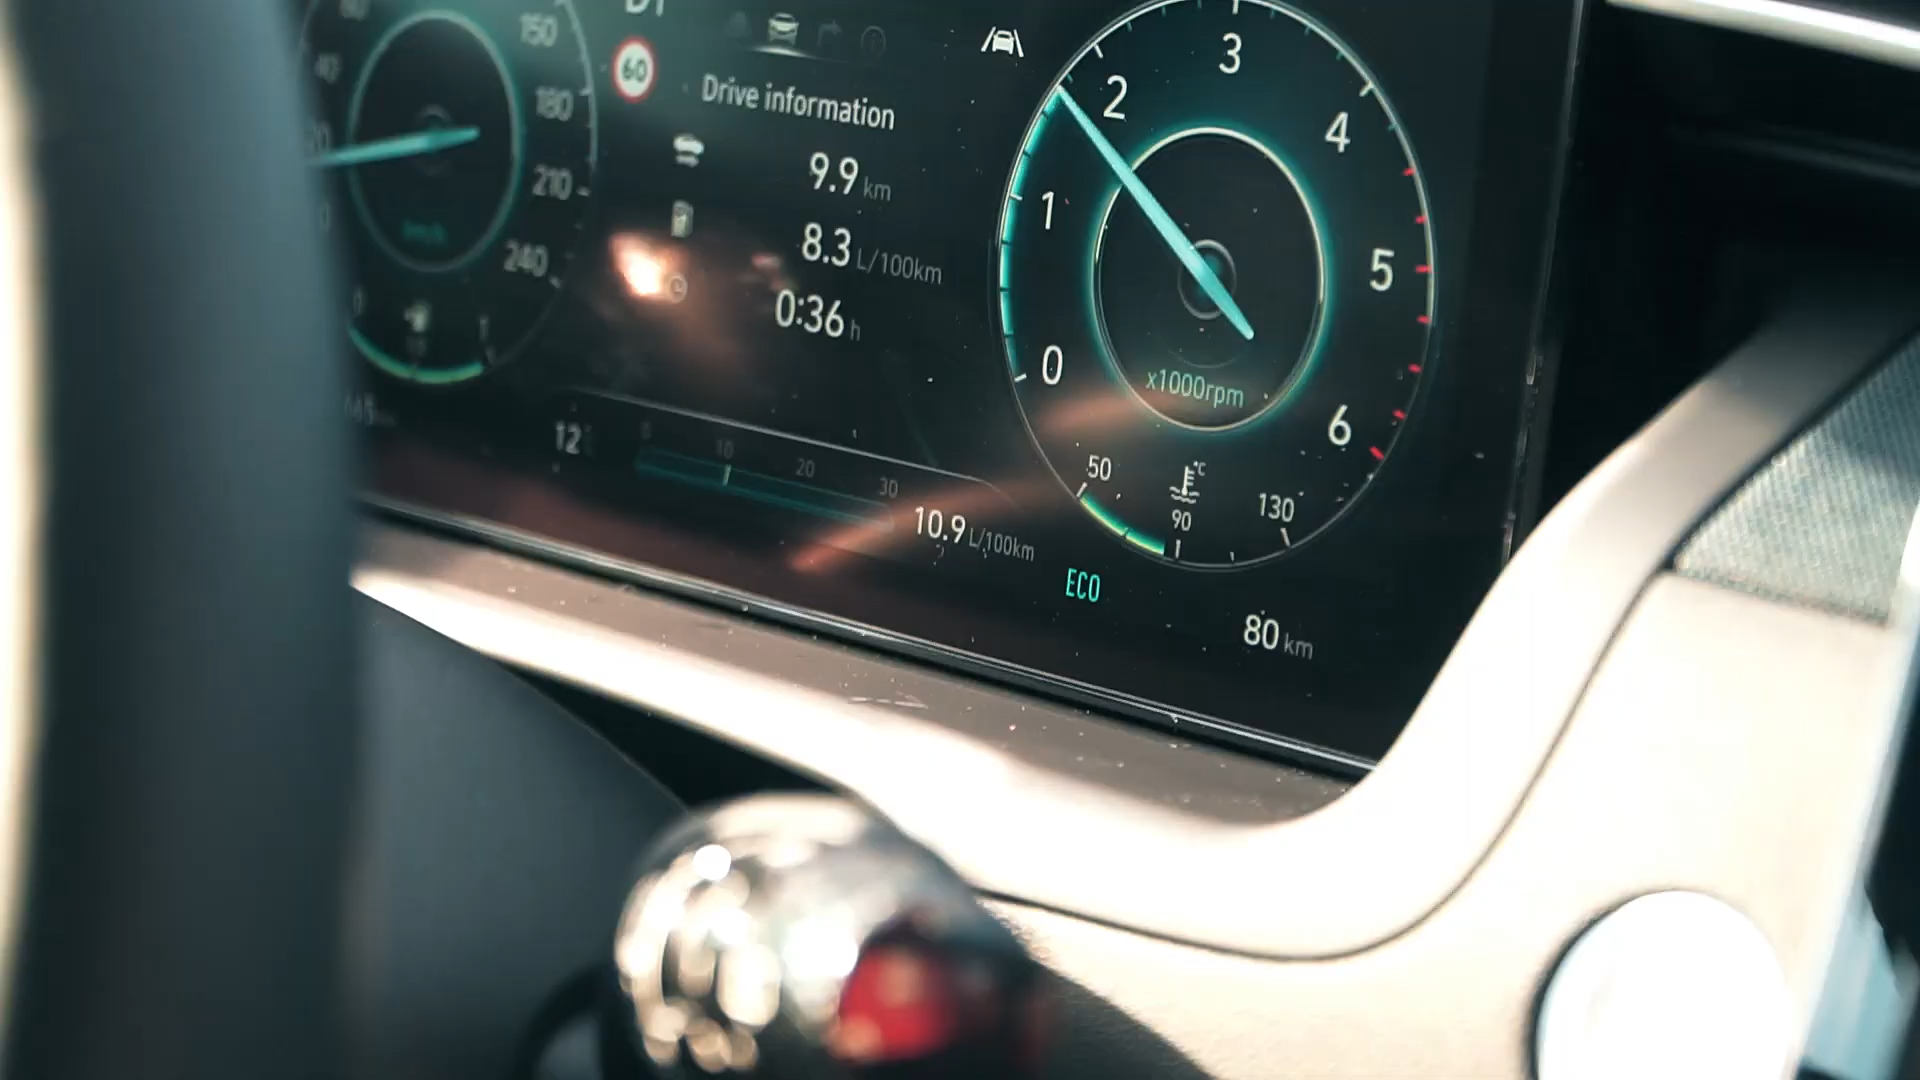 D1
60
Drive information
9.9 km
8.3 L/100km
0:36 h
150
180
210
240
12
10
20
30
10.9 L/100km
0
1
2
3
4
5
6
x1000rpm
50
°C
90
130
ECO
80 km